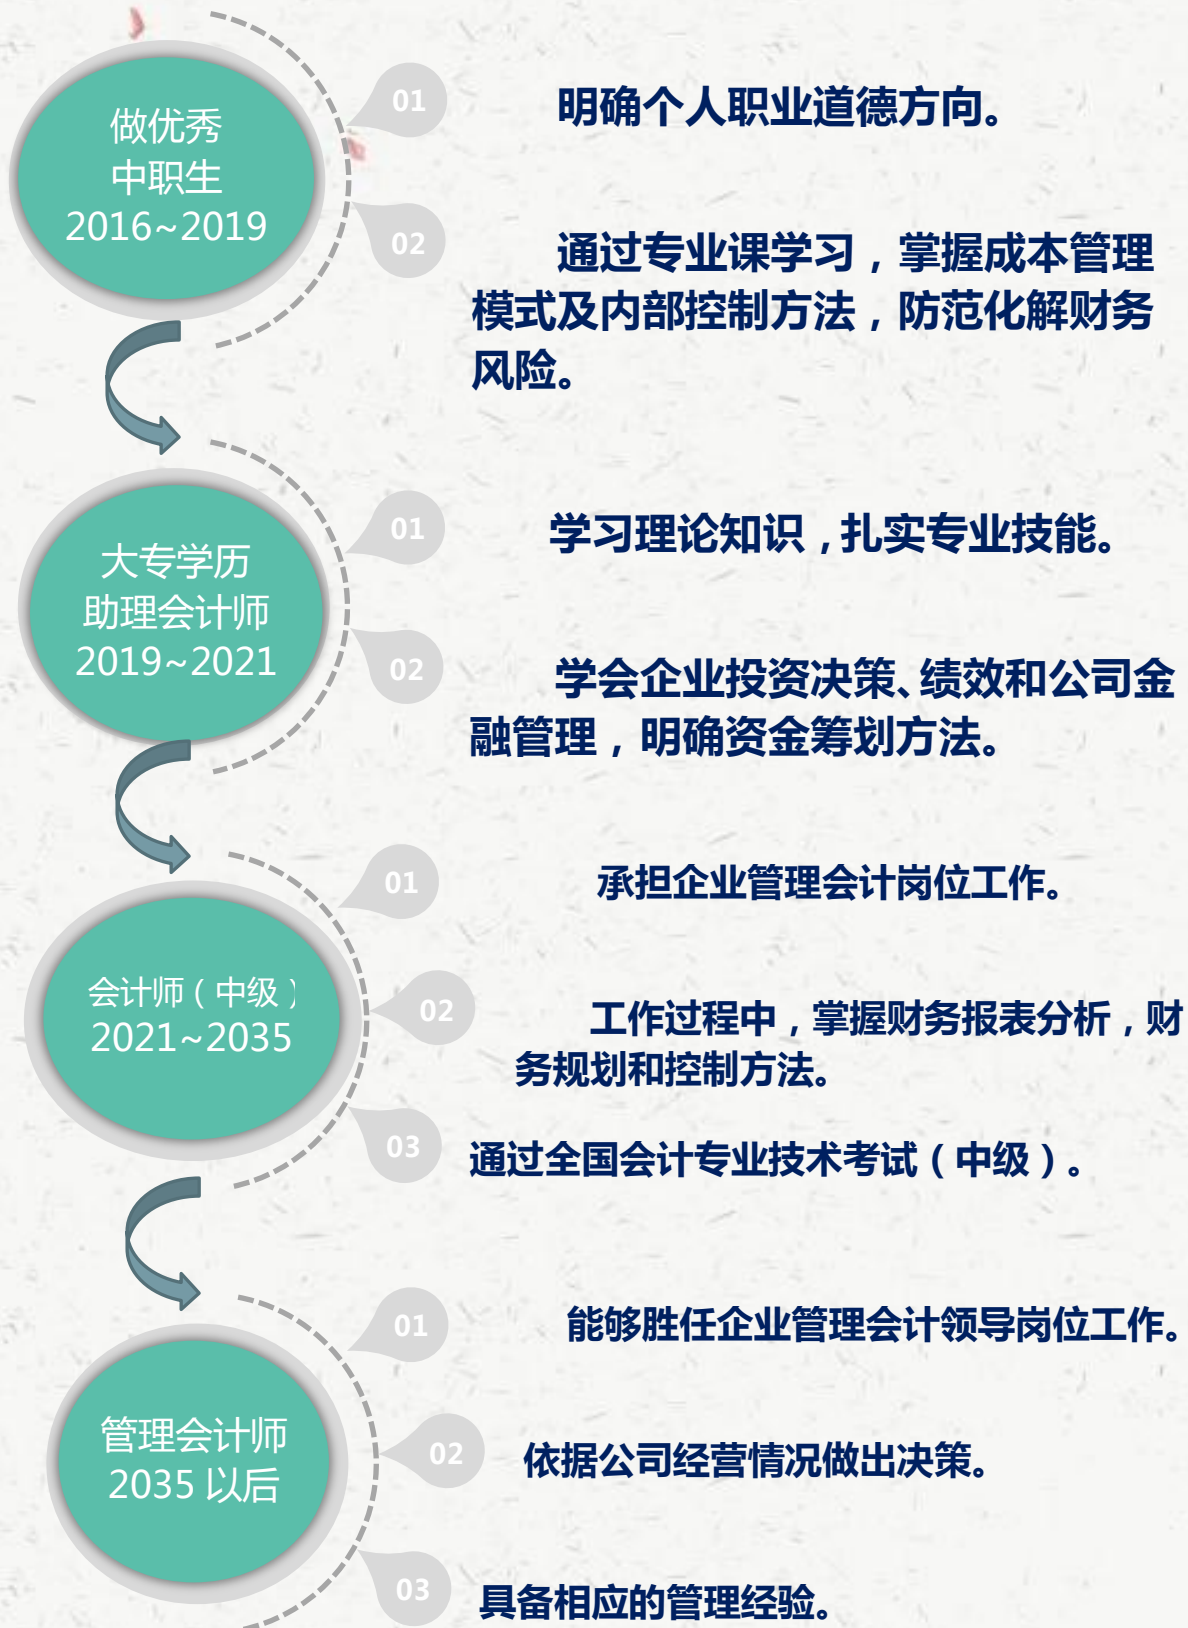 做优秀
中职生
2016~2019
01
明确个人职业道德方向。
02
通过专业课学习，掌握成本管理
模式及内部控制方法，防范化解财务
风险。
大专学历
助理会计师
2019~2021
01
学习理论知识，扎实专业技能。
02
学会企业投资决策、绩效和公司金
融管理，明确资金筹划方法。
会计师（中级）
2021~2035
01
承担企业管理会计岗位工作。
02
工作过程中，掌握财务报表分析，财
务规划和控制方法。
03
通过全国会计专业技术考试（中级）。
管理会计师
2035 以后
01
能够胜任企业管理会计领导岗位工作。
02
依据公司经营情况做出决策。
03
具备相应的管理经验。